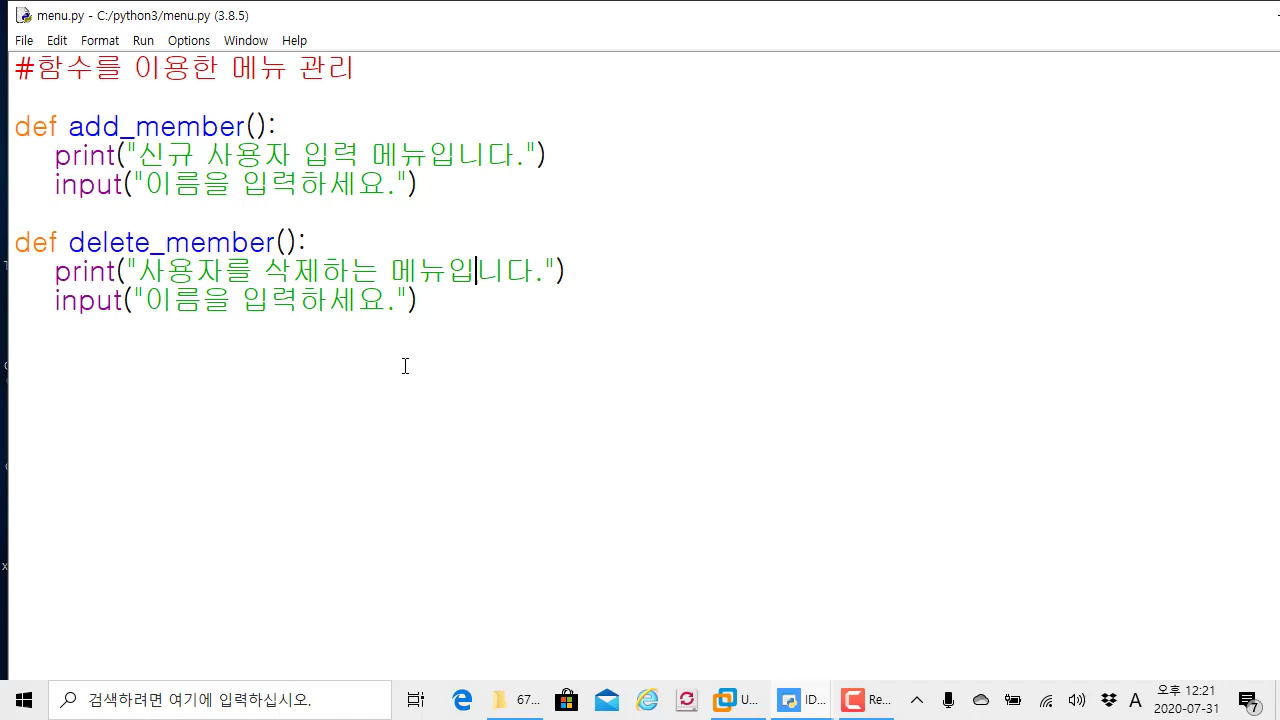 menu.py - C:/python3/menu.py (3.8.5)
File Edit Format Run Options Window Help
#함수를 이용한 메뉴 관리
def add_member():
print("신규 사용자 입력 메뉴입니다.")
input("이름을 입력하세요.")
def delete_member():
print("사용자를 삭제하는 메뉴입니다.")
input("이름을 입력하세요.")
검색하려면 여기에 입력하십시오.
67...
U...
ID...
Re...
A
오후 12:21
2020-07-31
7